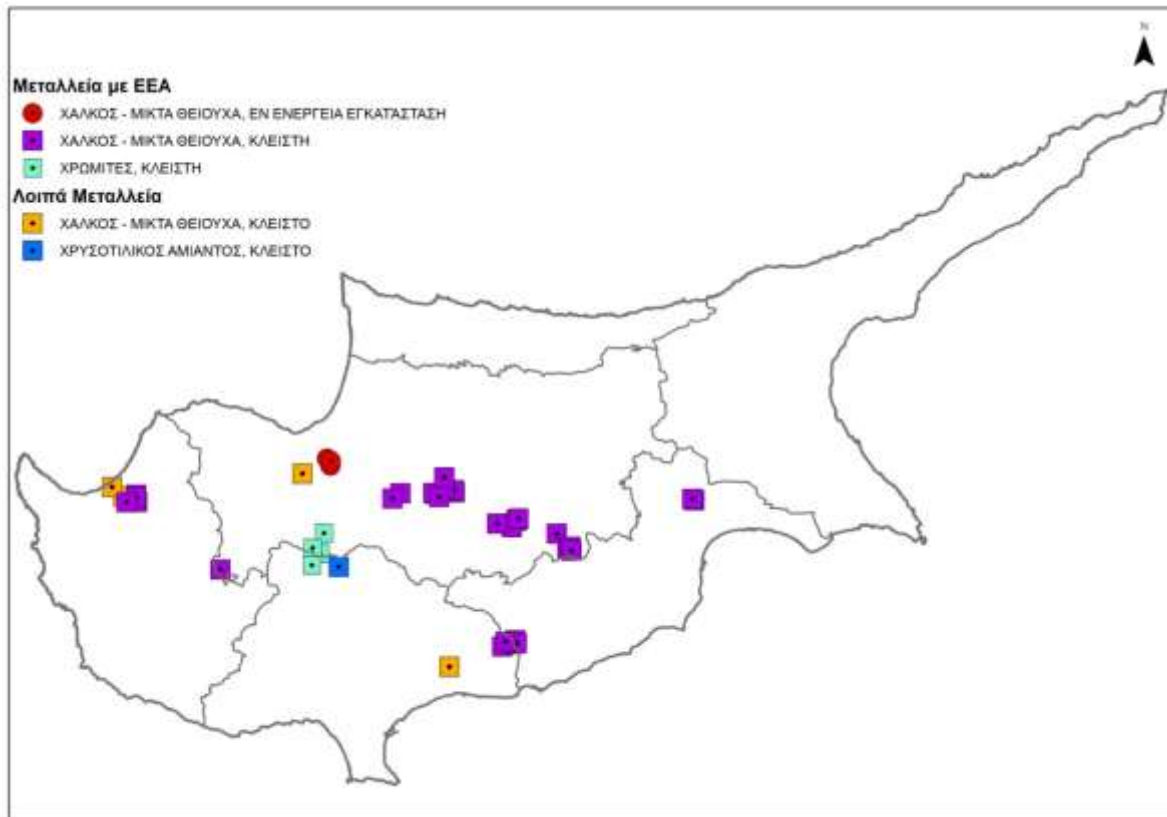 N
Μεταλλεία με ΕΕΑ
ΧΑΛΚΟΣ - ΜΙΚΤΑ ΘΕΙΟΥΧΑ, ΕΝ ΕΝΕΡΓΕΙΑ ΕΓΚΑΤΑΣΤΑΣΗ
ΧΑΛΚΟΣ - ΜΙΚΤΑ ΘΕΙΟΥΧΑ, ΚΛΕΙΣΤΗ
ΧΡΩΜΙΤΕΣ, ΚΛΕΙΣΤΗ
Λοιπά Μεταλλεία
ΧΑΛΚΟΣ - ΜΙΚΤΑ ΘΕΙΟΥΧΑ, ΚΛΕΙΣΤΟ
ΧΡΥΣΟΤΙΛΙΚΟΣ ΑΜΙΑΝΤΟΣ, ΚΛΕΙΣΤΟ